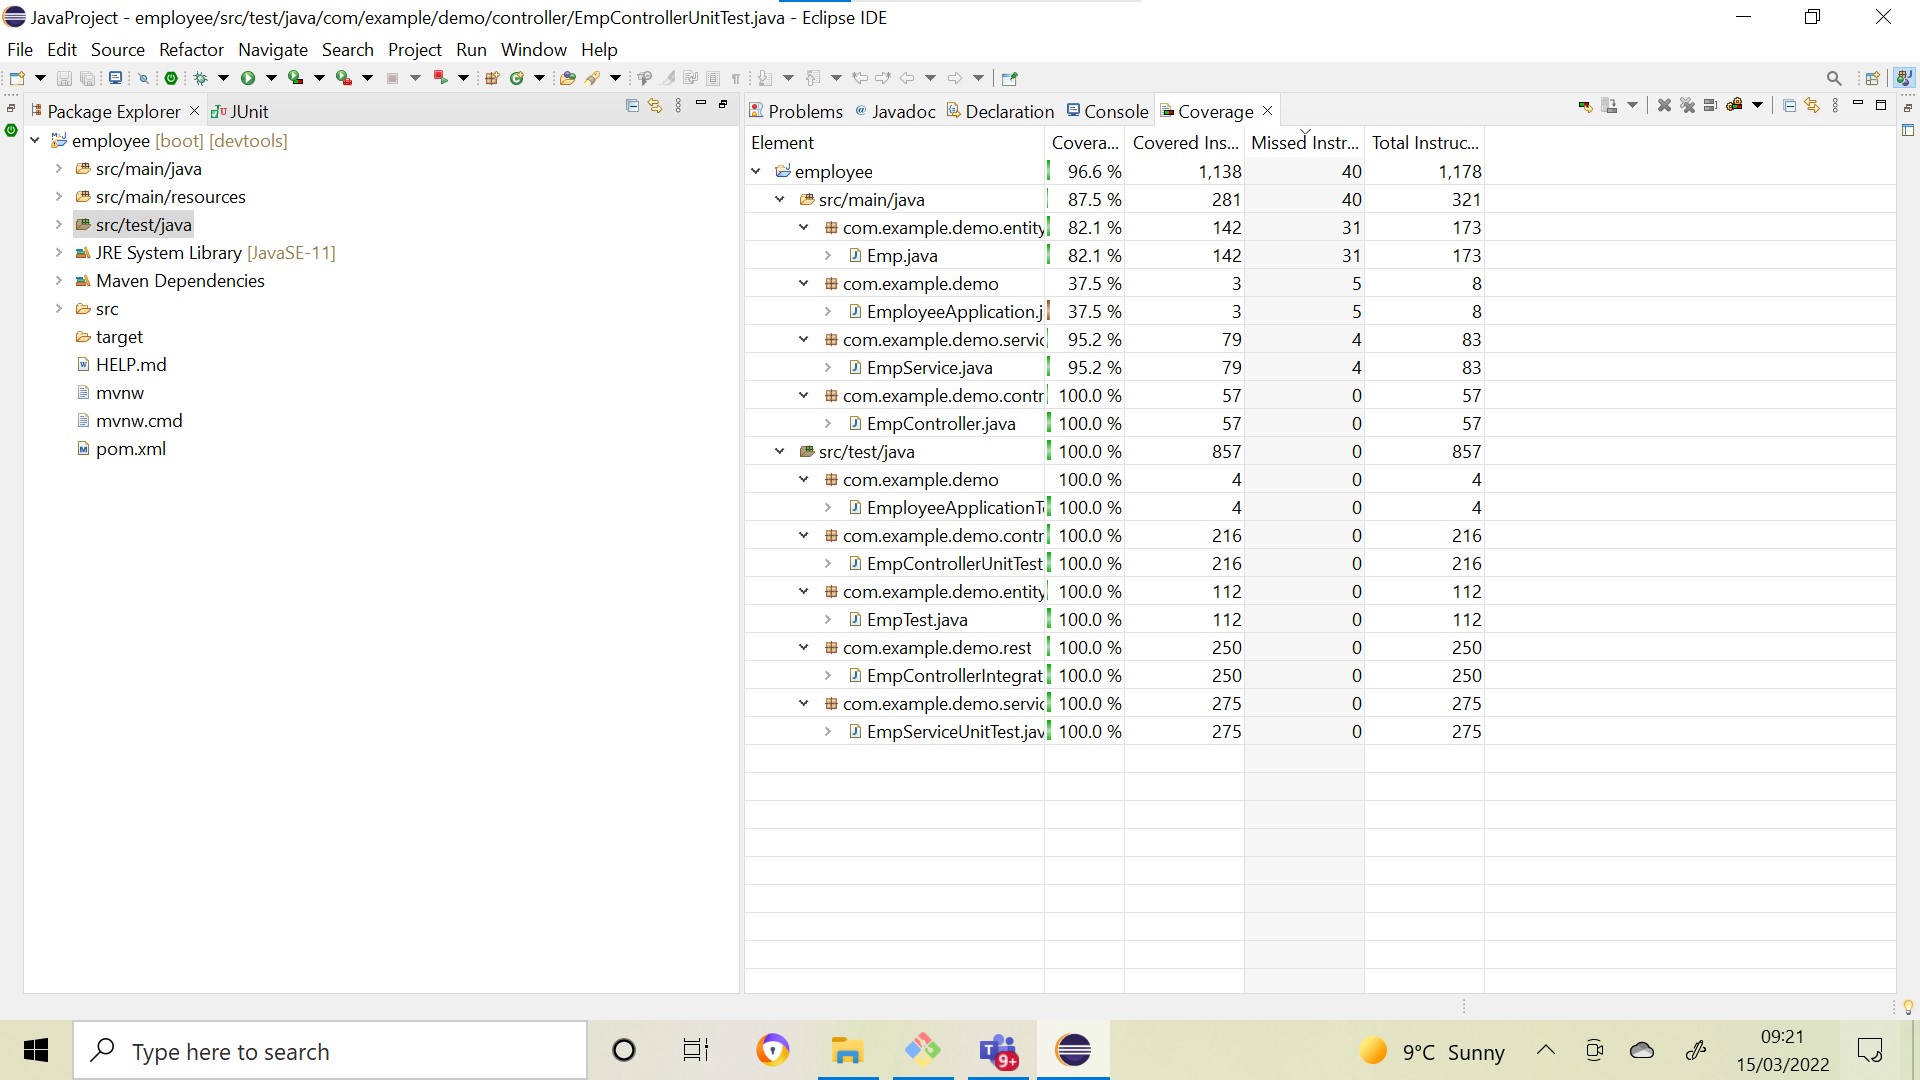 JavaProject - employee/src/test/java/com/example/demo/controller/EmpControllerUnitTest.java - Eclipse IDE
File Edit Source Refactor Navigate Search Project Run Window Help
Package Explorer JUnit
employee [boot] [devtools]
src/main/java
src/main/resources
src/test/java
JRE System Library [JavaSE-11]
Maven Dependencies
src
target
HELP.md
mvnw
mvnw.cmd
pom.xml
Problems Javadoc Declaration Console Coverage
Element Covera... Covered Ins... Missed Instr... Total Instruc...
employee 96.6 % 1,138 40 1,178
src/main/java 87.5 % 281 40 321
com.example.demo.entity 82.1 % 142 31 173
Emp.java 82.1 % 142 31 173
com.example.demo 37.5 % 3 5 8
EmployeeApplication.j 37.5 % 3 5 8
com.example.demo.servic 95.2 % 79 4 83
EmpService.java 95.2 % 79 4 83
com.example.demo.contr 100.0 % 57 0 57
EmpController.java 100.0 % 57 0 57
src/test/java 100.0 % 857 0 857
com.example.demo 100.0 % 4 0 4
EmployeeApplicationT 100.0 % 4 0 4
com.example.demo.contr 100.0 % 216 0 216
EmpControllerUnitTest 100.0 % 216 0 216
com.example.demo.entity 100.0 % 112 0 112
EmpTest.java 100.0 % 112 0 112
com.example.demo.rest 100.0 % 250 0 250
EmpControllerIntegrat 100.0 % 250 0 250
com.example.demo.servic 100.0 % 275 0 275
EmpServiceUnitTest.jav 100.0 % 275 0 275
Type here to search
9+
9°C Sunny
09:21
15/03/2022